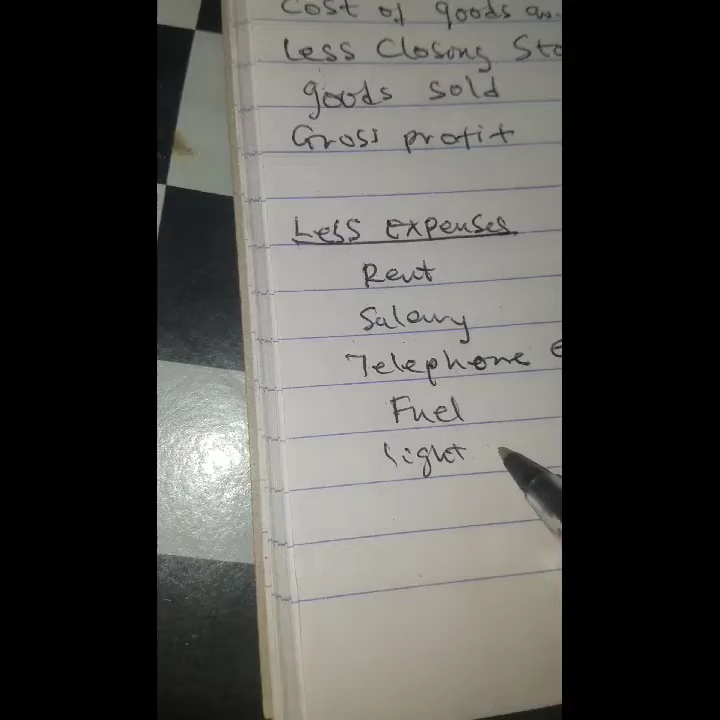 Cost of goods
Less Closing
goods sold
Gross profit
Less Expenses
Rent
Salary
Telephone
Fuel
Light